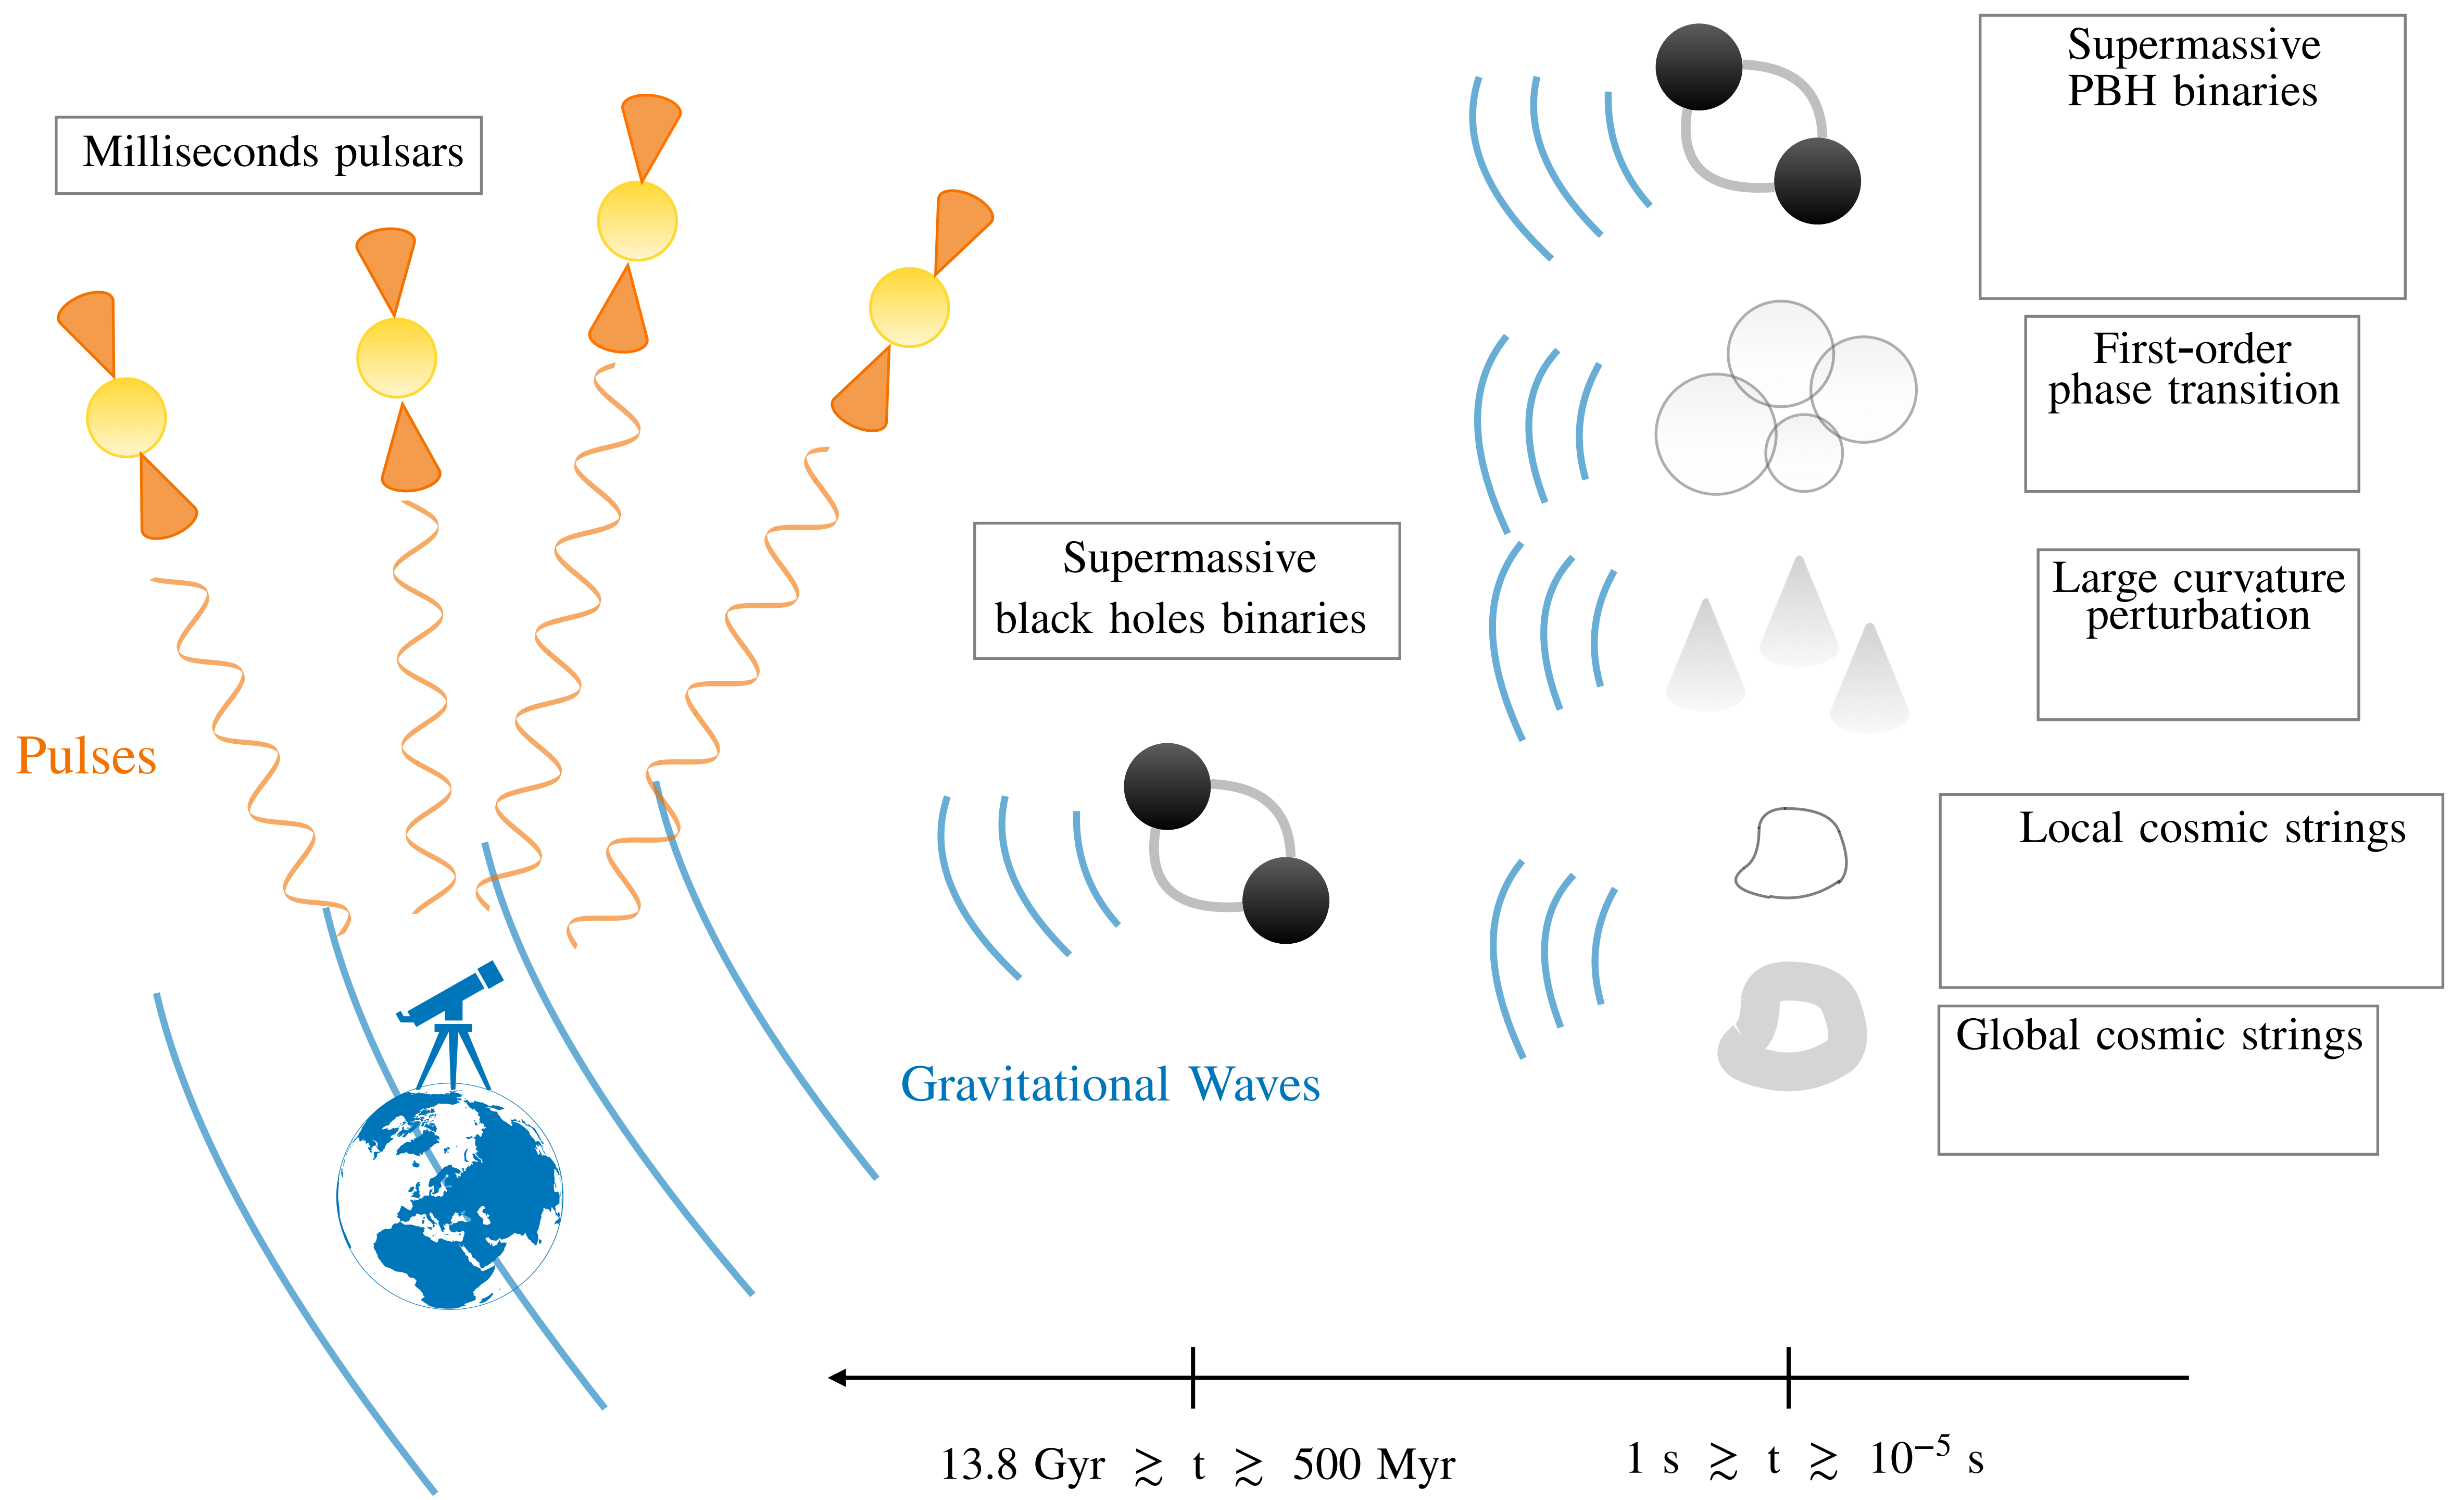 Milliseconds pulsars
Pulses
Supermassive
black holes binaries
Gravitational Waves
Supermassive
PBH binaries
First-order
phase transition
Large curvature
perturbation
Local cosmic strings
Global cosmic strings
13.8 Gyr ≳ t ≳ 500 Myr
1 s ≳ t ≳ 10⁻⁵ s